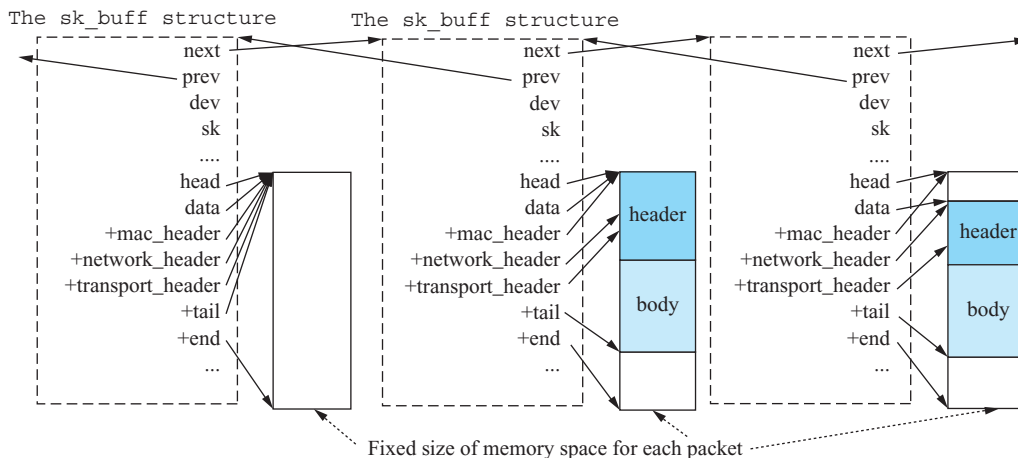 The sk_buff structure
The sk_buff structure
next
prev
dev
sk
....
head
data
+mac_header
+network_header
+transport_header
+tail
+end
...
next
prev
dev
sk
....
head
data
+mac_header
+network_header
+transport_header
+tail
+end
...
header
body
next
prev
dev
sk
....
head
data
+mac_header
+network_header
+transport_header
+tail
+end
...
header
body
Fixed size of memory space for each packet